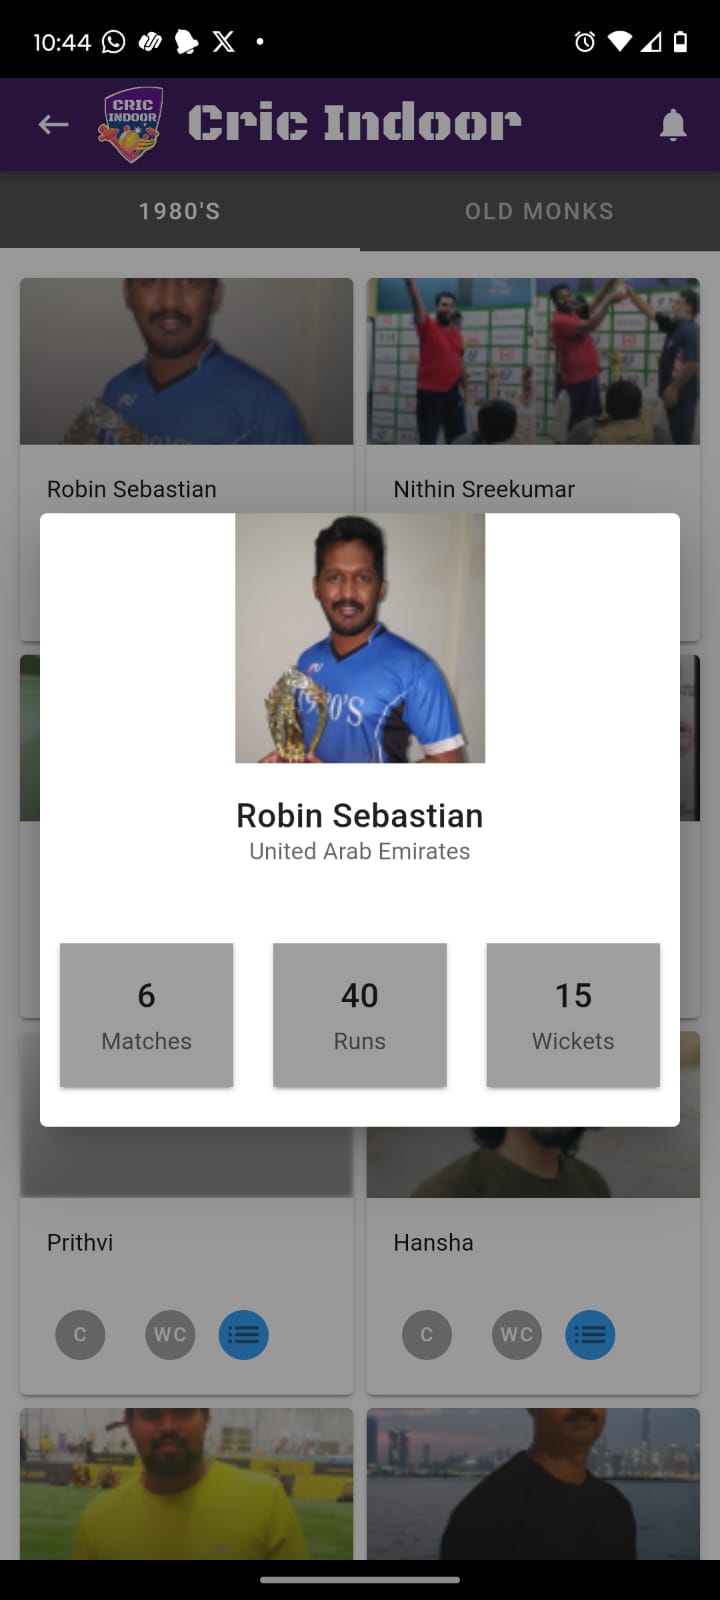 10:44
CRIC
INDOOR
Cric Indoor
1980'S
OLD MONKS
Robin Sebastian
Nithin Sreekumar
1980'S
Robin Sebastian
United Arab Emirates
6
40
15
Matches
Runs
Wickets
Prithvi
Hansha
C
WC
C
WC